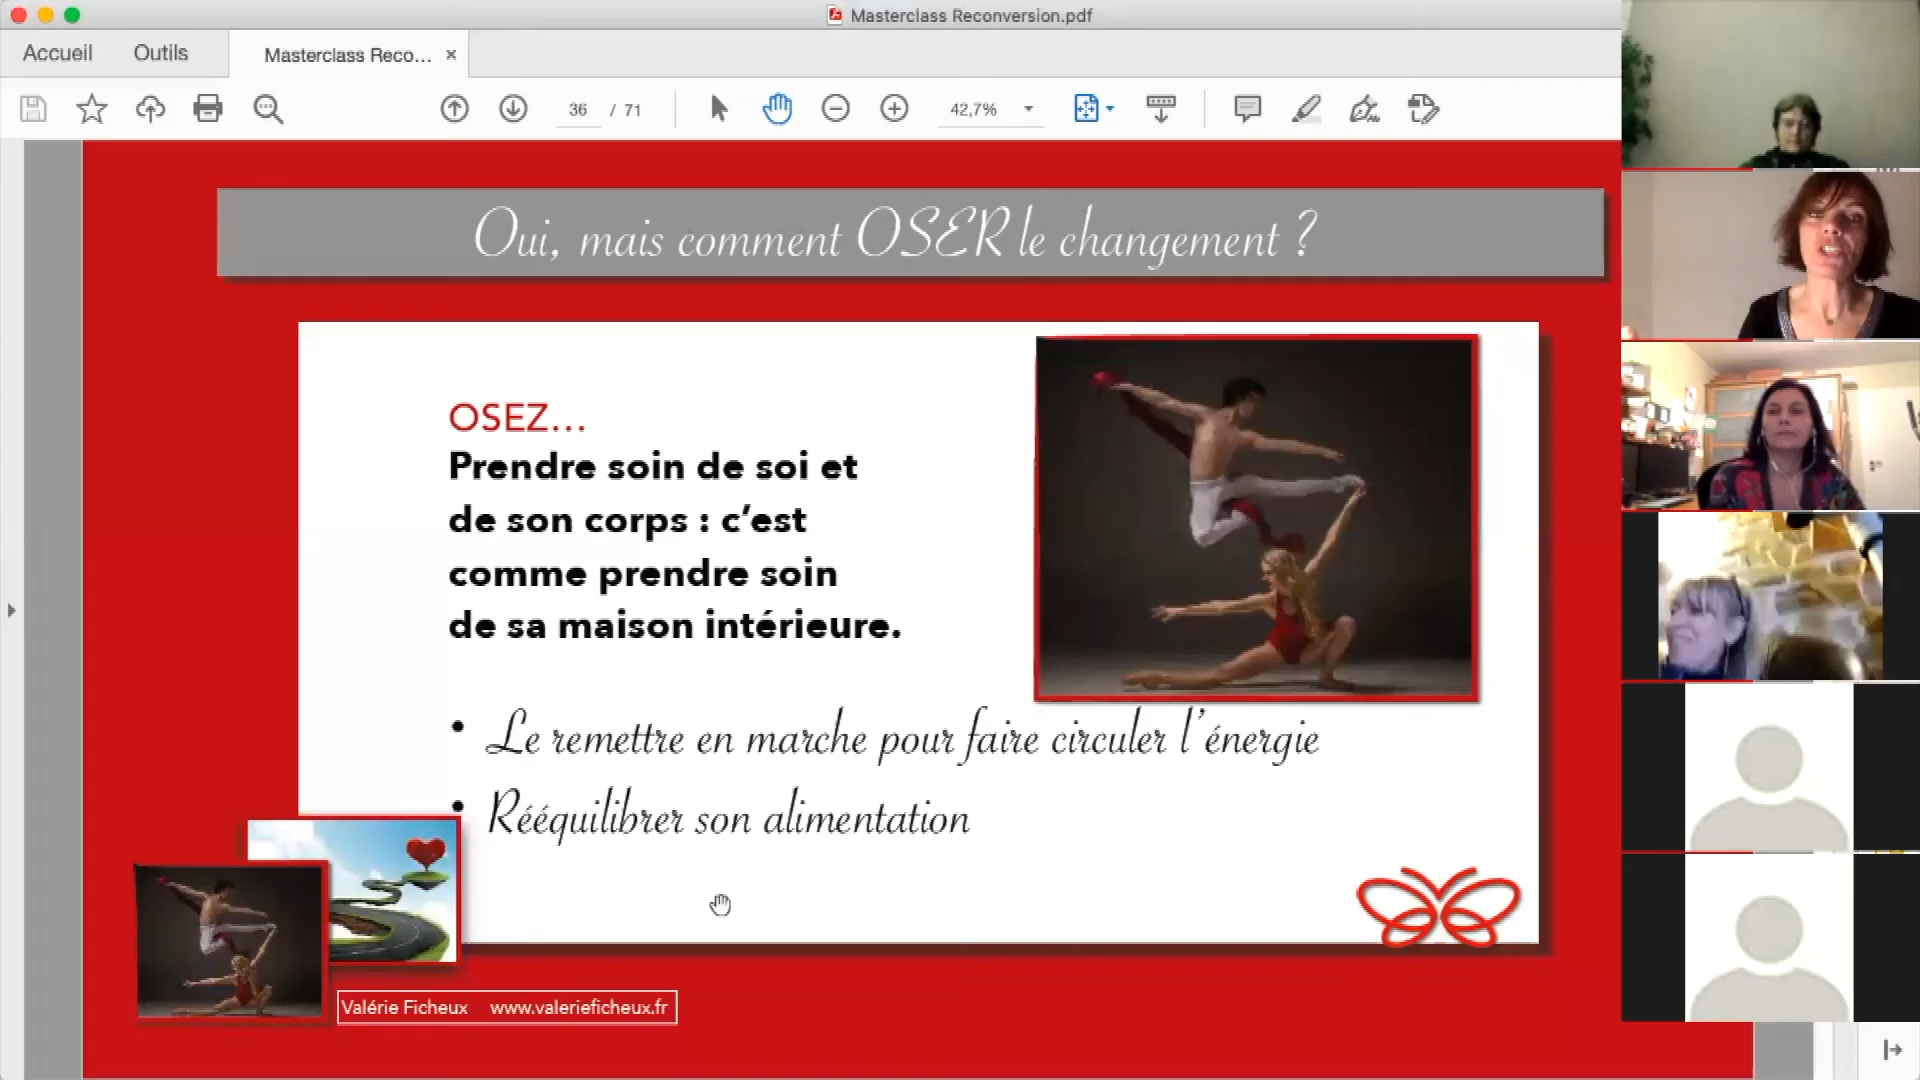 Masterclass Reconversion.pdf
Accueil Outils Masterclass Reco...
36 / 71 42,7%
Oui, mais comment OSER le changement ?
OSEZ...
Prendre soin de soi et
de son corps : c’est
comme prendre soin
de sa maison intérieure.
• Le remettre en marche pour faire circuler l’énergie
• Rééquilibrer son alimentation
Valérie Ficheux www.valerieficheux.fr